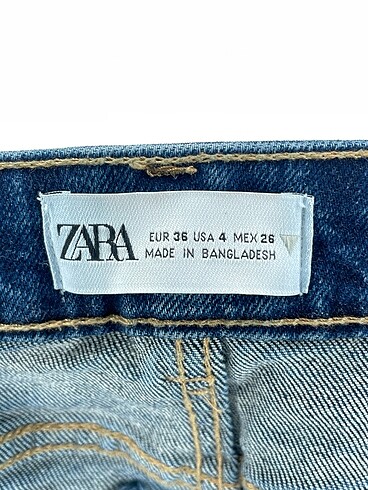 ZARA
EUR 36 USA 4 MEX 26
MADE IN BANGLADESH